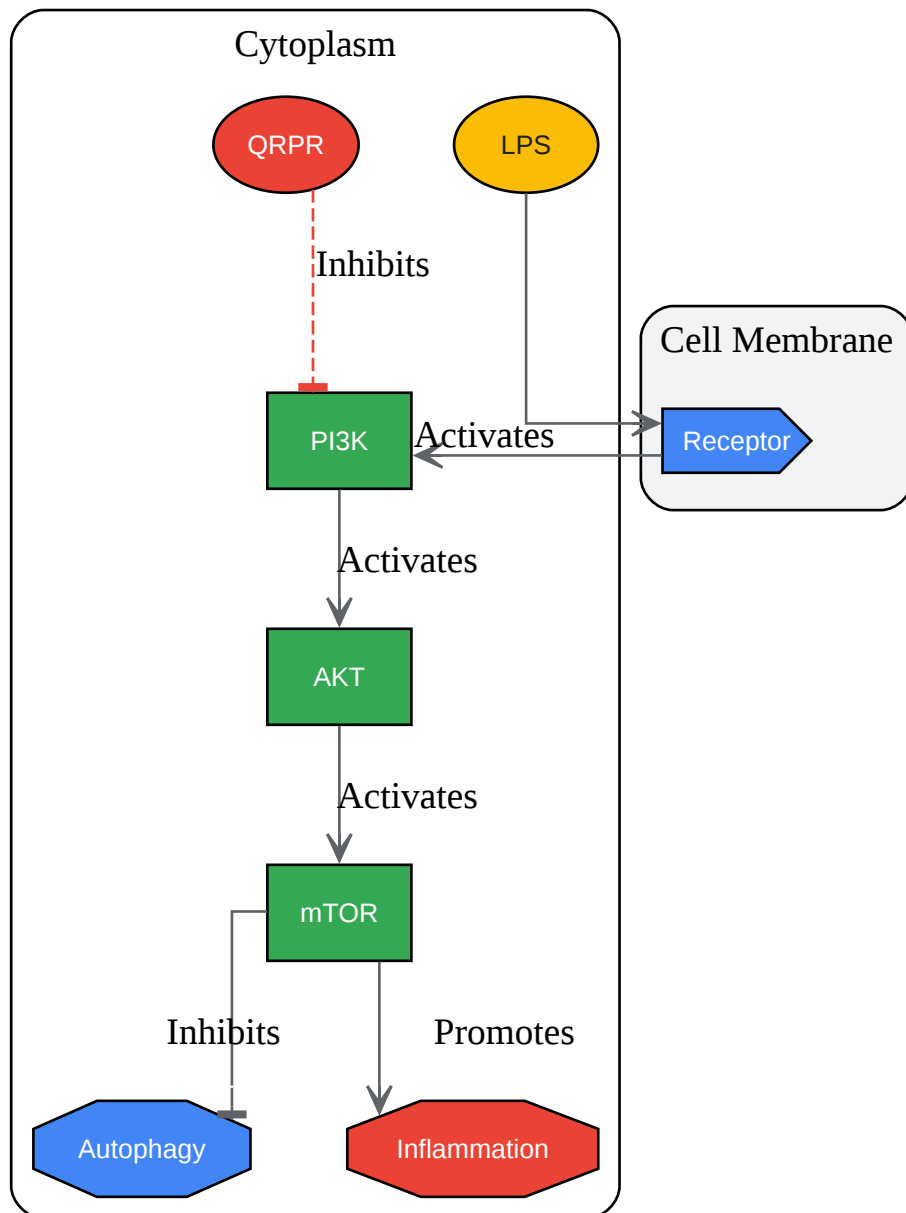 Cytoplasm
QRPR
LPS
Inhibits
Cell Membrane
PI3K
Activates
Receptor
Activates
AKT
Activates
mTOR
Inhibits
Promotes
Autophagy
Inflammation